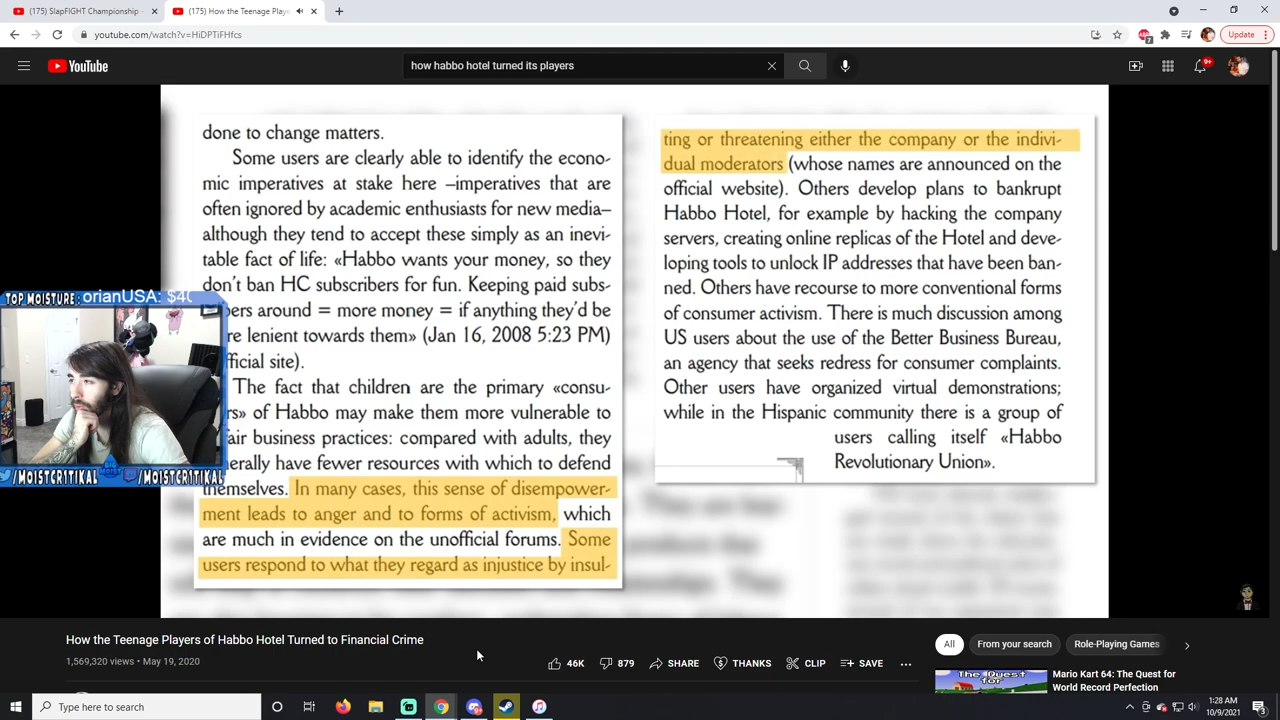 (175) SlapFIGHT Championship -
(175) How the Teenage Playe
youtube.com/watch?v=HiDPTiFHfcs
7
Update
YouTube
how habbo hotel turned its players
9+
done to change matters.
Some users are clearly able to identify the econo-
mic imperatives at stake here –imperatives that are
often ignored by academic enthusiasts for new media–
although they tend to accept these simply as an inevi-
table fact of life: «Habbo wants your money, so they
don't ban HC subscribers for fun. Keeping paid subs-
bers around = more money = if anything they'd be
re lenient towards them» (Jan 16, 2008 5:23 PM)
fficial site).
The fact that children are the primary «consu-
rs» of Habbo may make them more vulnerable to
fair business practices: compared with adults, they
nerally have fewer resources with which to defend
themselves. In many cases, this sense of disempower-
ment leads to anger and to forms of activism, which
are much in evidence on the unofficial forums. Some
users respond to what they regard as injustice by insul-
ting or threatening either the company or the indivi-
dual moderators (whose names are announced on the
official website). Others develop plans to bankrupt
Habbo Hotel, for example by hacking the company
servers, creating online replicas of the Hotel and deve-
loping tools to unlock IP addresses that have been ban-
ned. Others have recourse to more conventional forms
of consumer activism. There is much discussion among
US users about the use of the Better Business Bureau,
an agency that seeks redress for consumer complaints.
Other users have organized virtual demonstrations;
while in the Hispanic community there is a group of
users calling itself «Habbo
Revolutionary Union».
TOP MOISTURE: orianUSA: $40
/MOISTCRITIKAL
BIG MOIST
/MOISTCRITIKAL
How the Teenage Players of Habbo Hotel Turned to Financial Crime
1,569,320 views • May 19, 2020
46K
879
SHARE
THANKS
CLIP
SAVE
All
From your search
Role-Playing Games
The Quest
for
Mario Kart 64: The Quest for
World Record Perfection
Type here to search
1:28 AM
10/9/2021
3